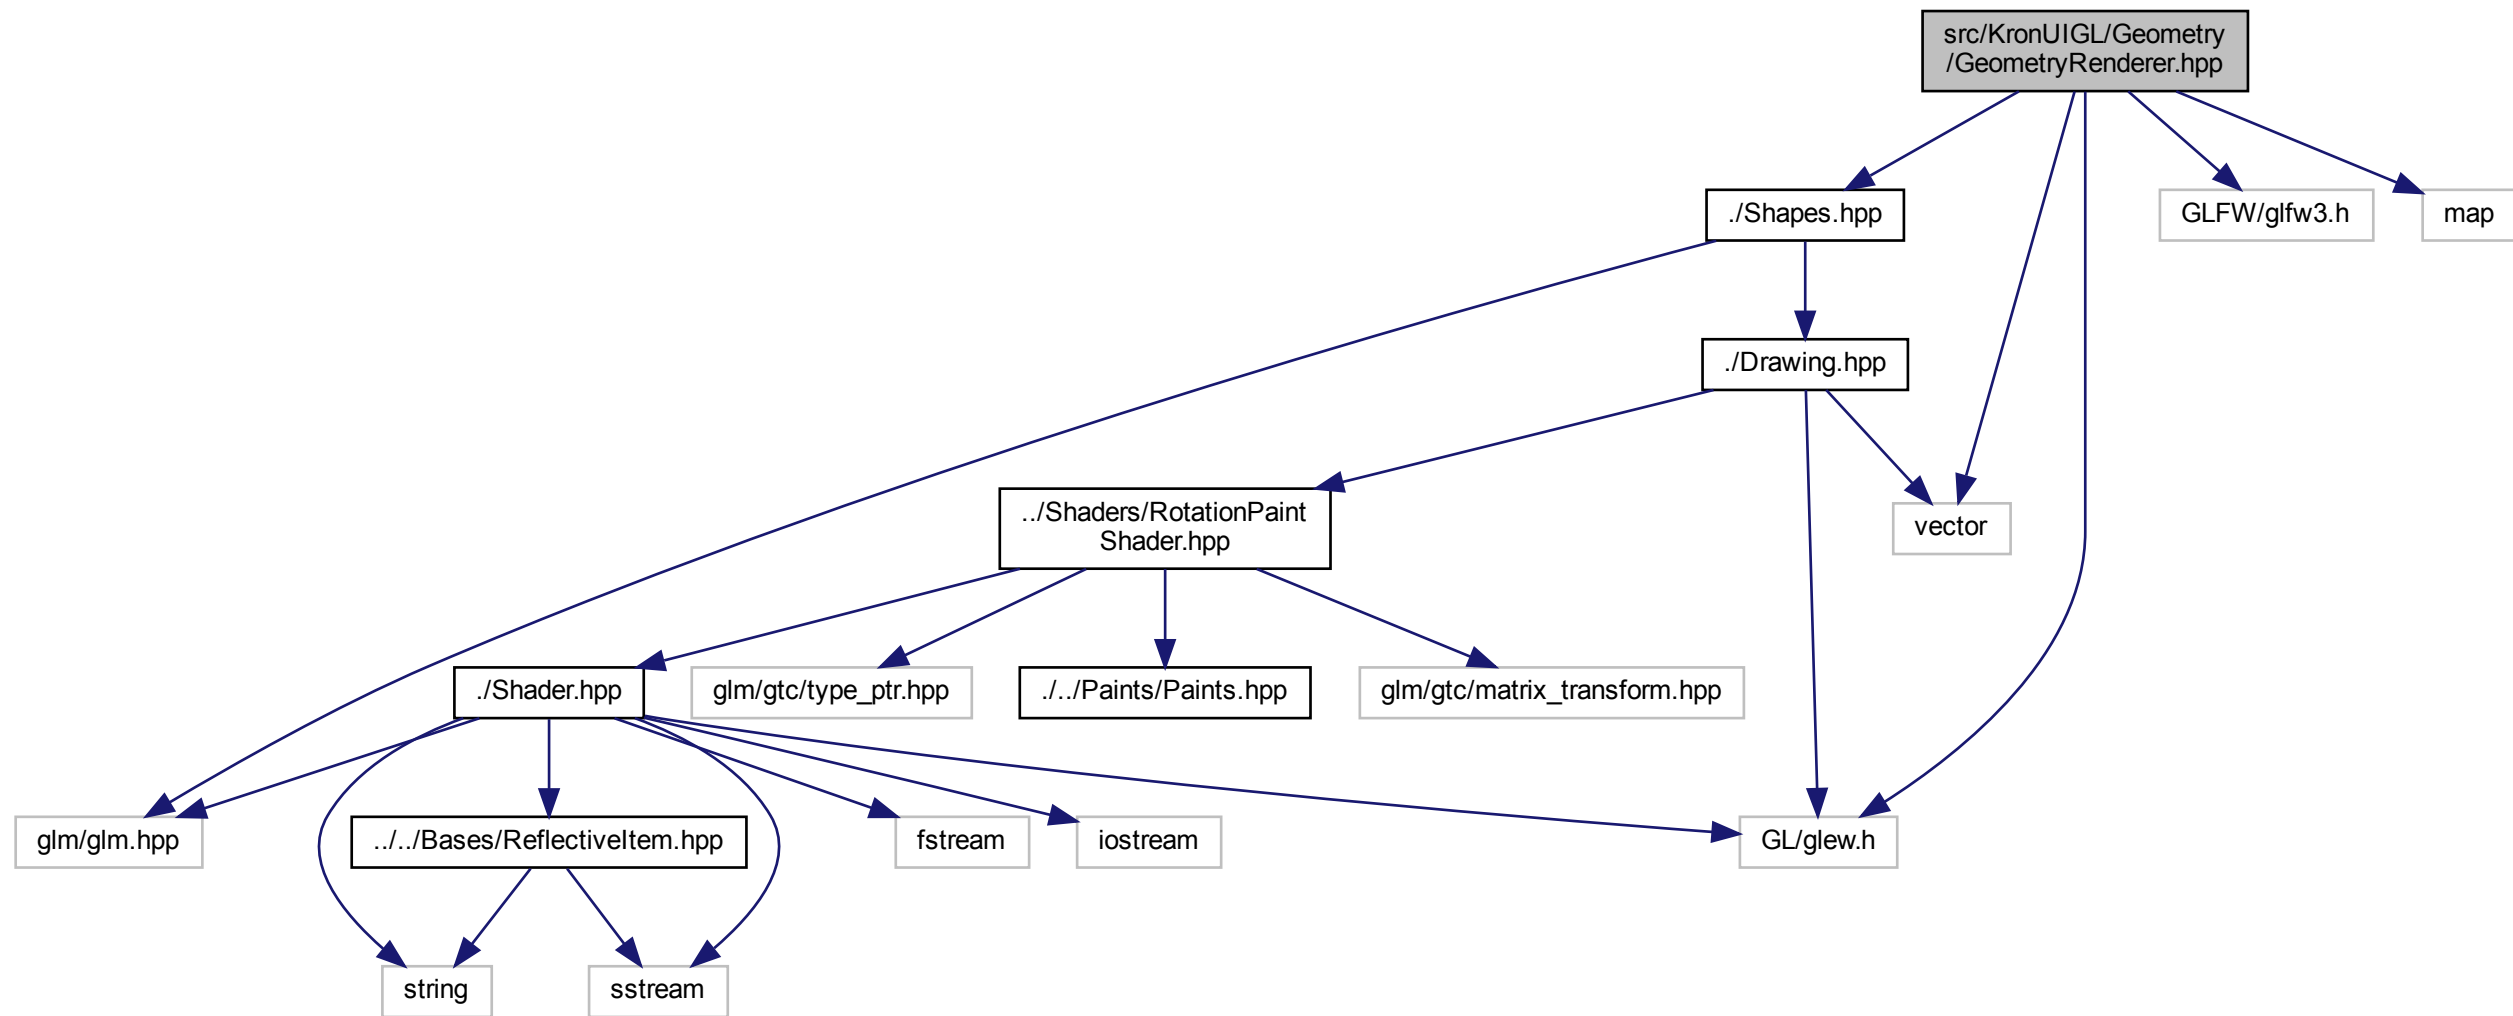 src/KronUIGL/Geometry
/GeometryRenderer.hpp
./Shapes.hpp
GLFW/glfw3.h
map
./Drawing.hpp
../Shaders/RotationPaint
Shader.hpp
vector
./Shader.hpp
glm/gtc/type_ptr.hpp
./../Paints/Paints.hpp
glm/gtc/matrix_transform.hpp
glm/glm.hpp
../../Bases/ReflectiveItem.hpp
fstream
iostream
GL/glew.h
string
sstream